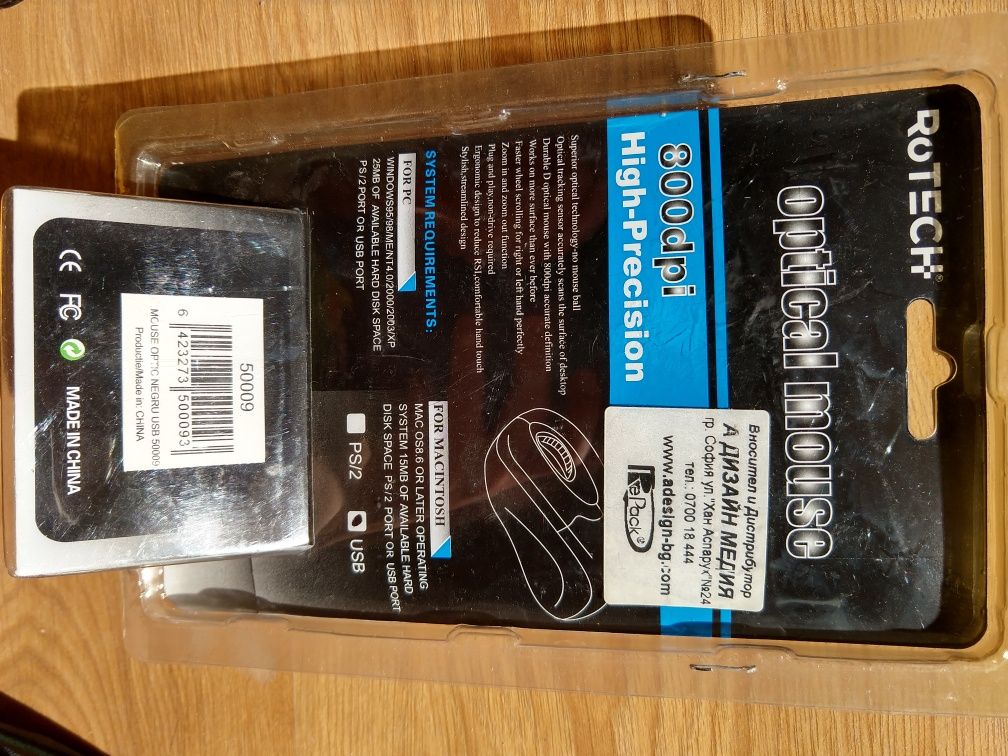 RoTECH®
optical mouse
800dpi
High-Precision
Вносител и Дистрибутор
А ДИЗАЙН МЕДИЯ
гр. София ул."Хан Аспарух"№24
тел.: 0700 18 444
RePack®
www.adesign-bg.com
Superior optical technology-no mouse ball
Optical tracking sensor accurately scans the surface of desktop
Durable D optical mouse with 800dpi accurate definition
Works on more surface than ever before
Faster wheel scrolling for right or left hand perfectly
Zoom in and zoom out function
Plug and play,non-drive required
Ergonomic design to reduce RSI,comfortable hand touch
Stylish,streamlined design
SYSTEM REQUIREMENTS:
FOR PC
WINDOWS95/98/ME/NT4.0/2000/2003/XP
25MB OF AVAILABLE HARD DISK SPACE
PS/2 PORT OR USB PORT
FOR MACINTOSH
MAC OS8.6 OR LATER OPERATING
SYSTEM 15MB OF AVAILABLE HARD
DISK SPACE PS/2 PORT OR USB PORT
PS/2 USB
50009
6 423273 500093
MOUSE OPTIC NEGRU USB 50009
Productie/Made in: CHINA
CE FC MADE IN CHINA